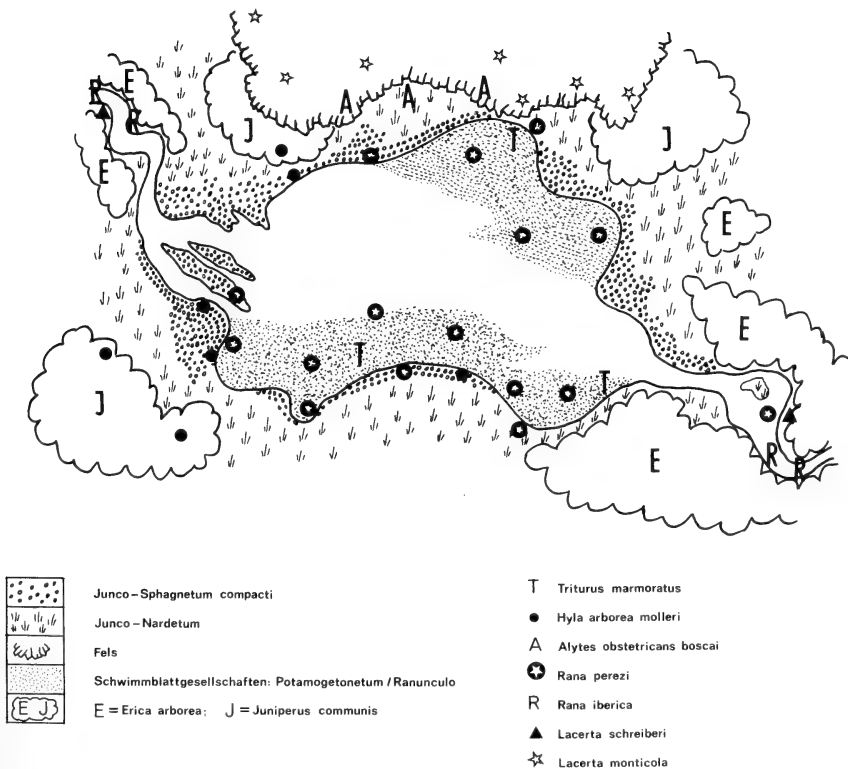 E
R
R
E
J
A
A
A
T
J
E
E
J
T
T
E
R
R
Junco-Sphagnetum compacti
Junco-Nardetum
Fels
Schwimmblattgesellschaften: Potamogetonetum / Ranunculo
E J
E = Erica arborea; J = Juniperus communis
T Triturus marmoratus
Hyla arborea molleri
A Alytes obstetricans boscai
Rana perezi
R Rana iberica
Lacerta schreiberi
Lacerta monticola